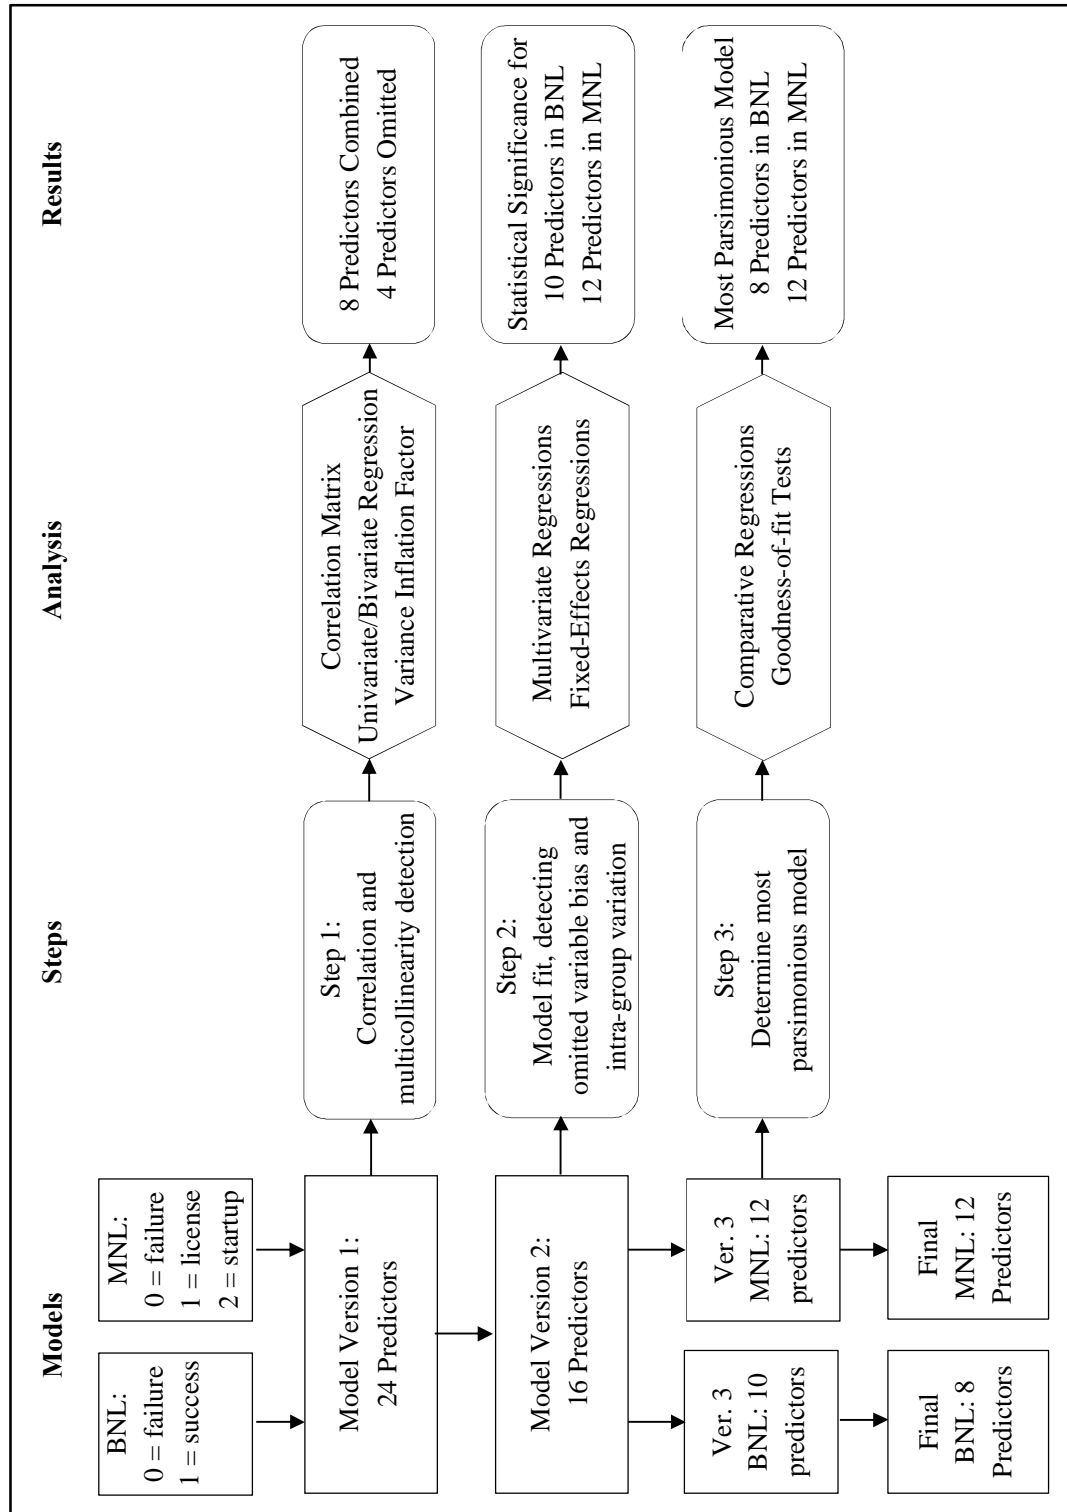 Models
Steps
Analysis
Results
BNL:
0 = failure
1 = success
MNL:
0 = failure
1 = license
2 = startup
Model Version 1:
24 Predictors
Step 1:
Correlation and
multicollinearity detection
Correlation Matrix
Univariate/Bivariate Regression
Variance Inflation Factor
8 Predictors Combined
4 Predictors Omitted
Model Version 2:
16 Predictors
Step 2:
Model fit, detecting
omitted variable bias and
intra-group variation
Multivariate Regressions
Fixed-Effects Regressions
Statistical Significance for
10 Predictors in BNL
12 Predictors in MNL
Ver. 3
BNL: 10
predictors
Ver. 3
MNL: 12
predictors
Step 3:
Determine most
parsimonious model
Comparative Regressions
Goodness-of-fit Tests
Most Parsimonious Model
8 Predictors in BNL
12 Predictors in MNL
Final
BNL: 8
Predictors
Final
MNL: 12
Predictors